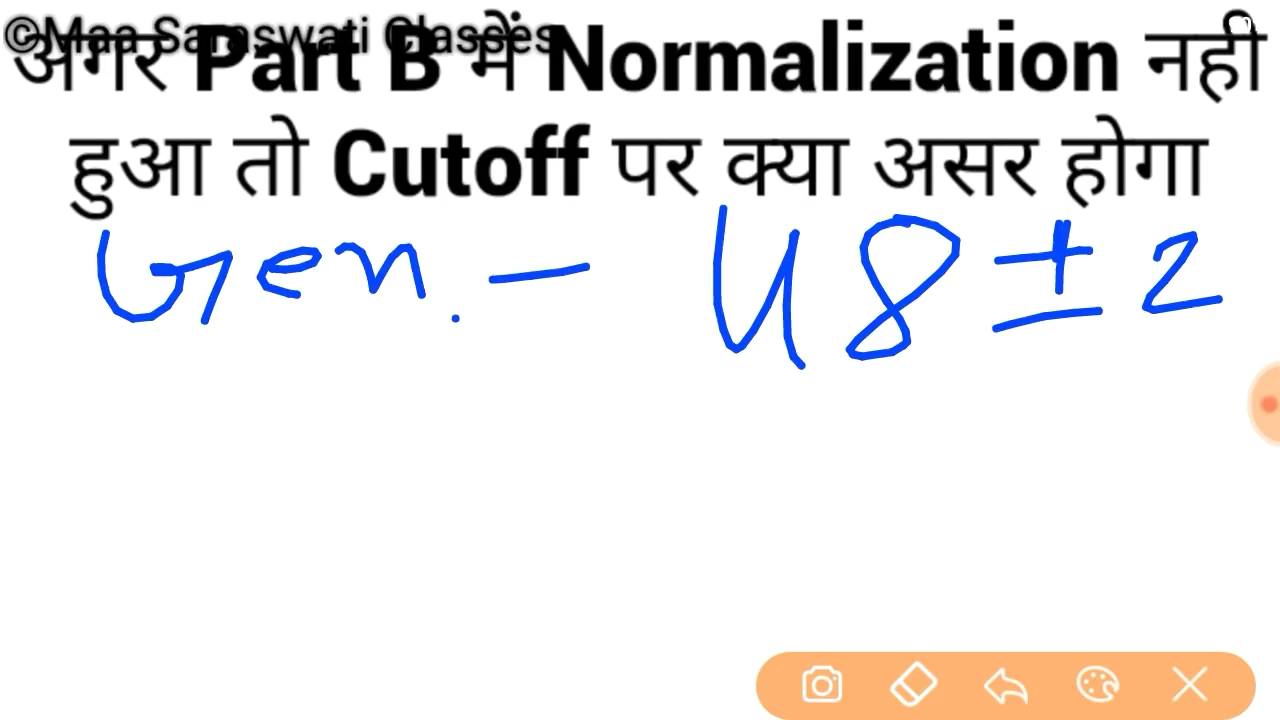 ©Maa Saraswati Classes
अगर Part B में Normalization नही
हुआ तो Cutoff पर क्या असर होगा
Gen. - 48 ± 2